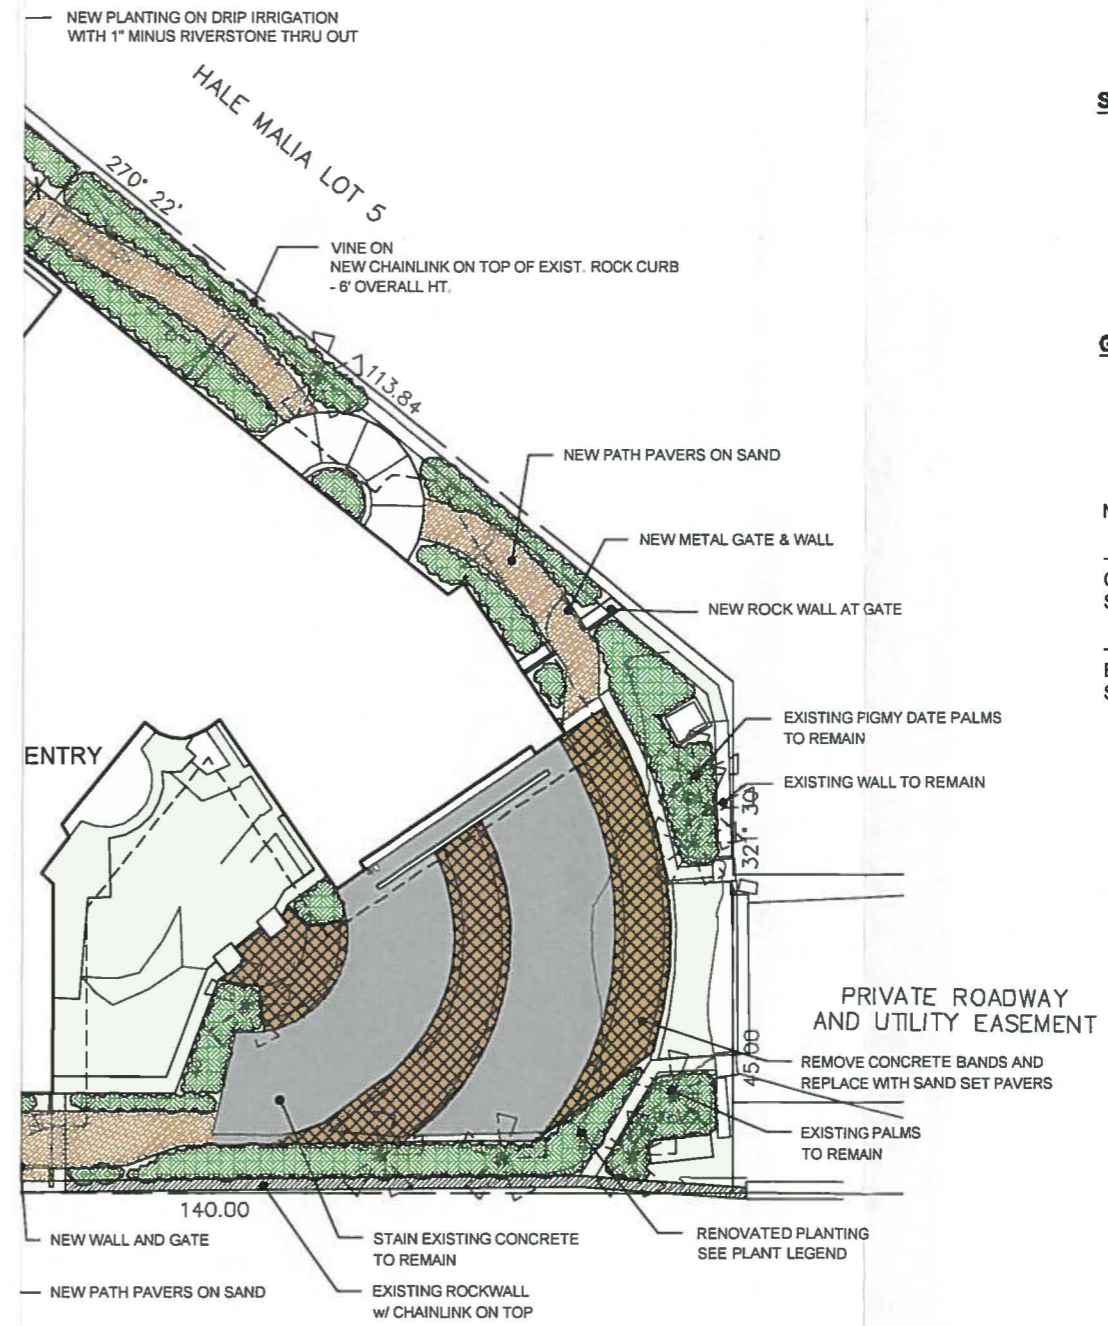 NEW PLANTING ON DRIP IRRIGATION
WITH 1" MINUS RIVERSTONE THRU OUT
HALE MALIA LOT 5
270° 22'
VINE ON
NEW CHAINLINK ON TOP OF EXIST. ROCK CURB
- 6' OVERALL HT.
113.84
NEW PATH PAVERS ON SAND
NEW METAL GATE & WALL
NEW ROCK WALL AT GATE
EXISTING PIGMY DATE PALMS
TO REMAIN
ENTRY
EXISTING WALL TO REMAIN
321° 30'
PRIVATE ROADWAY
AND UTILITY EASEMENT
45.00
REMOVE CONCRETE BANDS AND
REPLACE WITH SAND SET PAVERS
EXISTING PALMS
TO REMAIN
140.00
NEW WALL AND GATE
STAIN EXISTING CONCRETE
TO REMAIN
RENOVATED PLANTING
SEE PLANT LEGEND
NEW PATH PAVERS ON SAND
EXISTING ROCKWALL
w/ CHAINLINK ON TOP